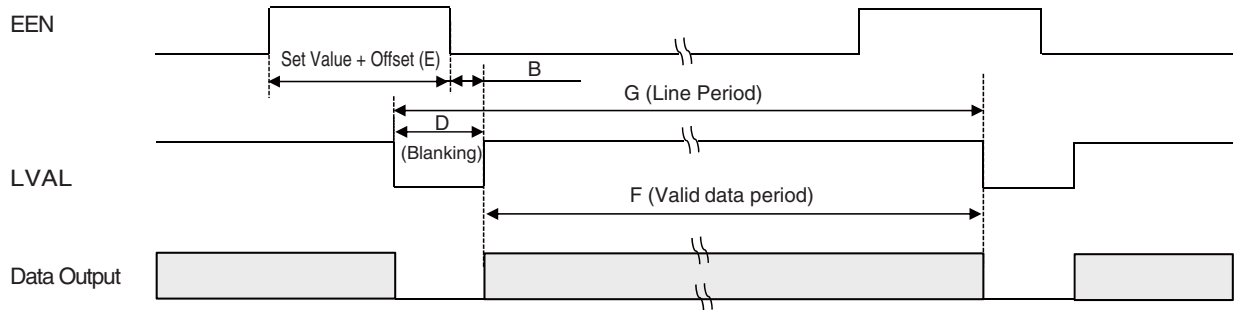 EEN
Set Value + Offset (E)
B
G (Line Period)
D
(Blanking)
LVAL
F (Valid data period)
Data Output